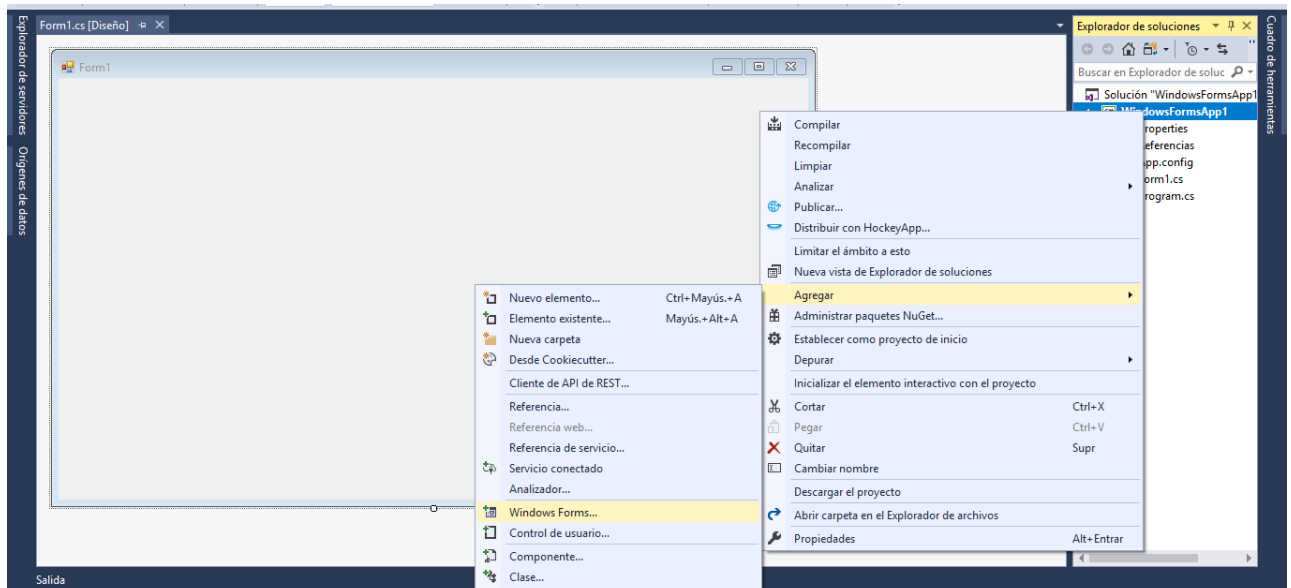 Form1.cs [Diseño]
Explorador de soluciones
Explorador de servidores
Orígenes de datos
Cuadro de herramientas
Form1
Buscar en Explorador de soluc
Solución "WindowsFormsApp1
WindowsFormsApp1
roperties
eferencias
pp.config
orm1.cs
rogram.cs
Compilar
Recompilar
Limpiar
Analizar
Publicar...
Distribuir con HockeyApp...
Limitar el ámbito a esto
Nueva vista de Explorador de soluciones
Agregar
Administrar paquetes NuGet...
Establecer como proyecto de inicio
Depurar
Inicializar el elemento interactivo con el proyecto
Cortar Ctrl+X
Pegar Ctrl+V
Quitar Supr
Cambiar nombre
Descargar el proyecto
Abrir carpeta en el Explorador de archivos
Propiedades Alt+Entrar
Nuevo elemento... Ctrl+Mayús.+A
Elemento existente... Mayús.+Alt+A
Nueva carpeta
Desde Cookiecutter...
Cliente de API de REST...
Referencia...
Referencia web...
Referencia de servicio...
Servicio conectado
Analizador...
Windows Forms...
Control de usuario...
Componente...
Clase...
Salida